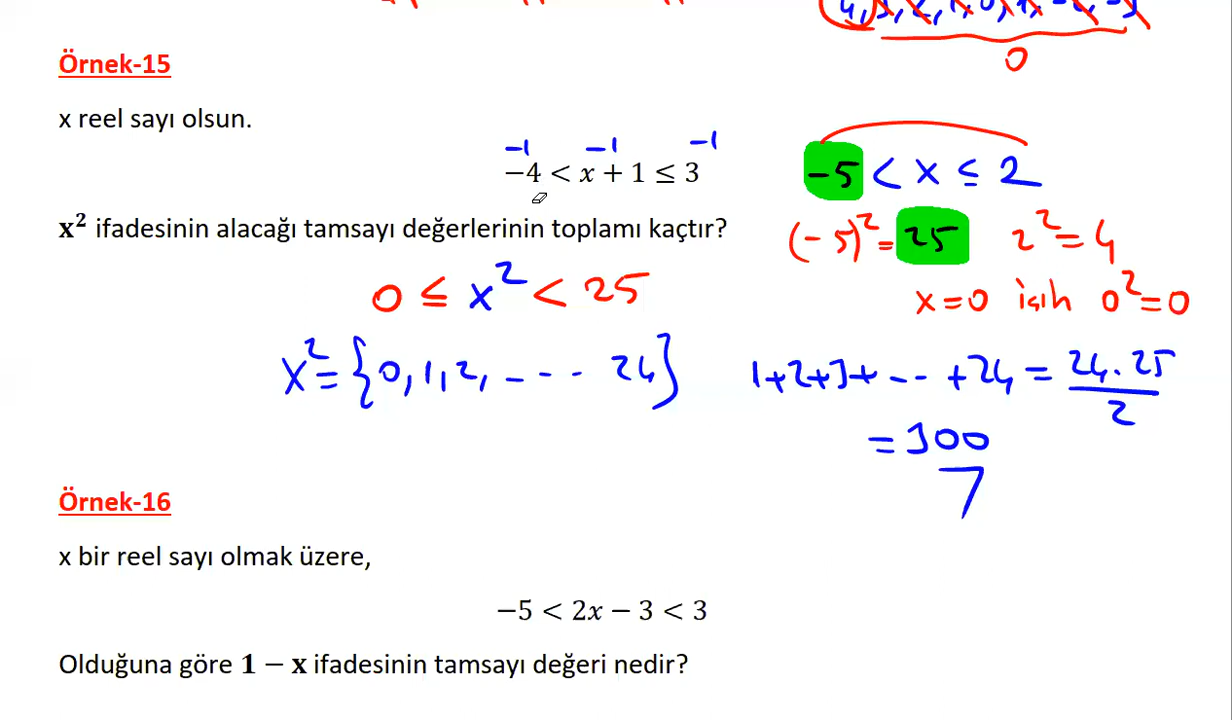 0
Örnek-15
x reel sayı olsun.
−1 −1 −1
−4 < x + 1 ≤ 3
−5 < x ≤ 2
x² ifadesinin alacağı tamsayı değerlerinin toplamı kaçtır?
(−5)² = 25 2² = 4
0 ≤ x² < 25
x=0 için 0² = 0
x² = {0, 1, 2, _ - - - 24}
1+2+3+ - - - +24 = 24.25
2
= 300
Örnek-16
x bir reel sayı olmak üzere,
−5 < 2x − 3 < 3
Olduğuna göre 1 − x ifadesinin tamsayı değeri nedir?